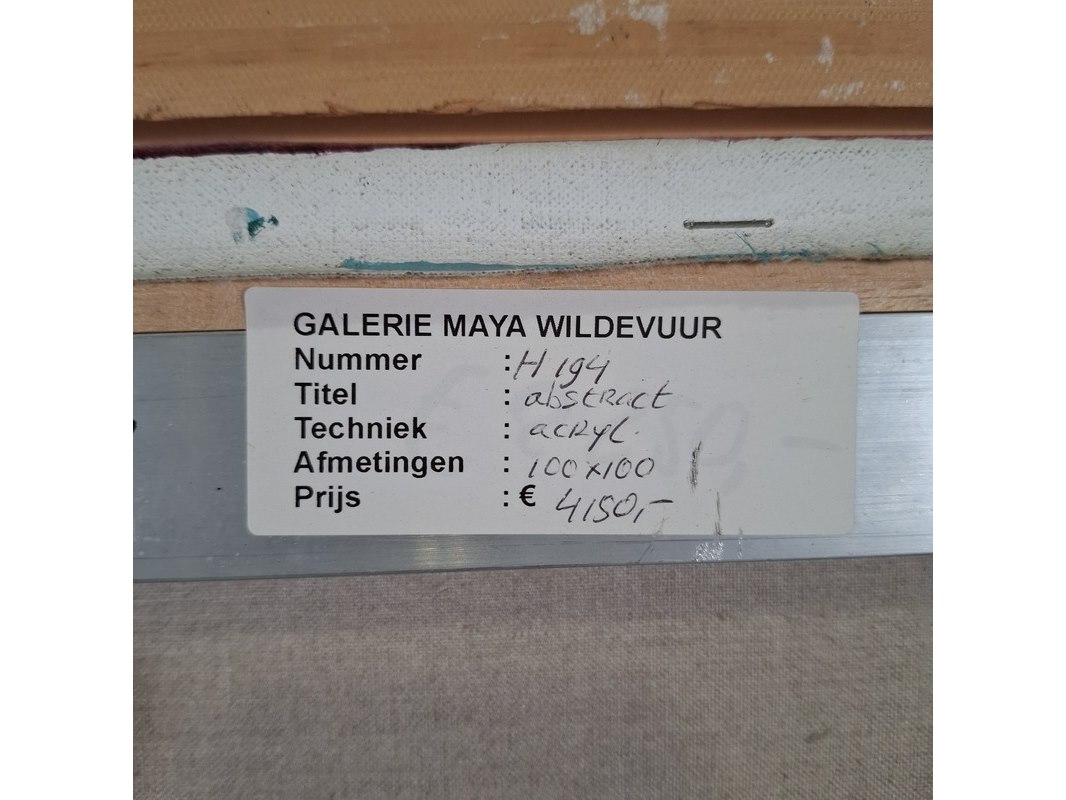 GALERIE MAYA WILDEVUUR
Nummer : H 194
Titel : abstract
Techniek : acryl.
Afmetingen : 100x100
Prijs : € 4150,-